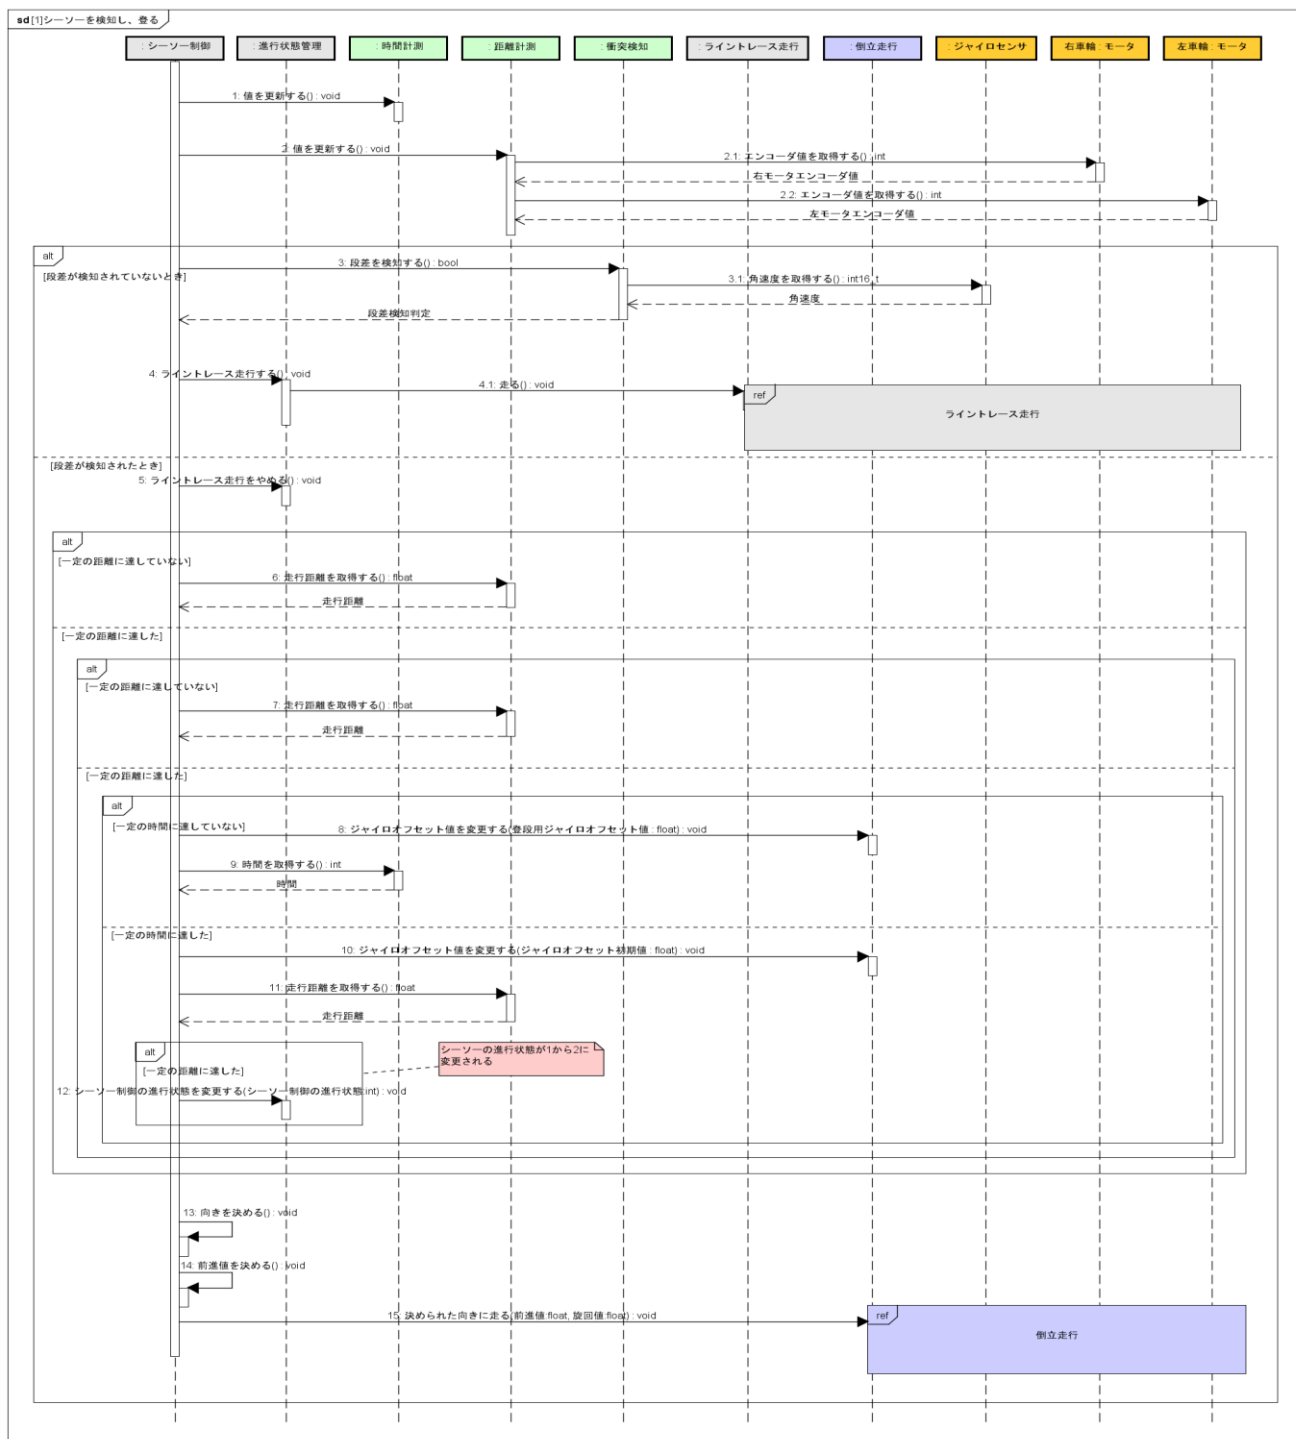 sd [1]シーソーを検知し、登る
: シーソー制御
: 進行状態管理
: 時間計測
: 距離計測
: 衝突検知
: ライントレース走行
: 倒立走行
: ジャイロセンサ
右車輪 : モータ
左車輪 : モータ
1: 値を更新する() : void
2: 値を更新する() : void
2.1: エンコーダ値を取得する() : int
右モータエンコーダ値
2.2: エンコーダ値を取得する() : int
左モータエンコーダ値
alt
[段差が検知されていないとき]
3: 段差を検知する() : bool
3.1: 角速度を取得する() : int16_t
角速度
段差検知判定
4: ライントレース走行する() : void
4.1: 走る() : void
ref
ライントレース走行
[段差が検知されたとき]
5: ライントレース走行をやめる() : void
alt
[一定の距離に達していない]
6: 走行距離を取得する() : float
走行距離
[一定の距離に達した]
alt
[一定の距離に達していない]
7: 走行距離を取得する() : float
走行距離
[一定の距離に達した]
alt
[一定の時間に達していない]
8: ジャイロオフセット値を変更する(登段用ジャイロオフセット値 : float) : void
9: 時間を取得する() : int
時間
[一定の時間に達した]
10: ジャイロオフセット値を変更する(ジャイロオフセット初期値 : float) : void
11: 走行距離を取得する() : float
走行距離
alt
[一定の距離に達した]
シーソーの進行状態が1から2に
変更される
12: シーソー制御の進行状態を変更する(シーソー制御の進行状態:int) : void
13: 向きを決める() : void
14: 前進値を決める() : void
15: 決められた向きに走る(前進値:float, 旋回値:float) : void
ref
倒立走行